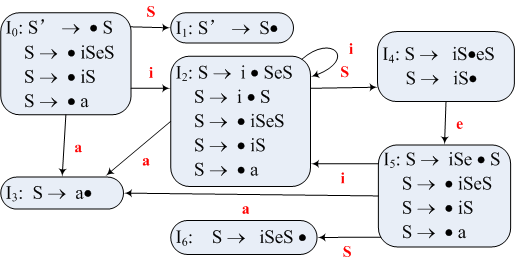 I0: S’ → • S
S → • iSeS
S → • iS
S → • a
S
I1: S’ → S•
i
I2: S → i • SeS
S → i • S
S → • iSeS
S → • iS
S → • a
i
S
I4: S → iS•eS
S → iS•
e
a
a
I3: S → a•
I5: S → iSe • S
S → • iSeS
S → • iS
S → • a
i
a
I6: S → iSeS •
S